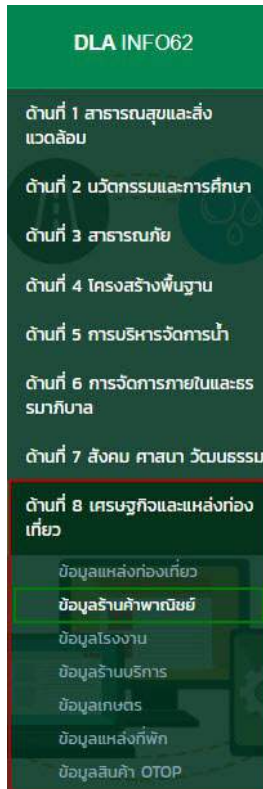 DLA INFO62
ด้านที่ 1 สาธารณสุขและสิ่ง
แวดล้อม
ด้านที่ 2 นวัตกรรมและการศึกษา
ด้านที่ 3 สาธารณภัย
ด้านที่ 4 โครงสร้างพื้นฐาน
ด้านที่ 5 การบริหารจัดการน้ำ
ด้านที่ 6 การจัดการภายในและธร
รมาภิบาล
ด้านที่ 7 สังคม ศาสนา วัฒนธรรม
ด้านที่ 8 เศรษฐกิจและแหล่งท่อง
เที่ยว
ข้อมูลแหล่งท่องเที่ยว
ข้อมูลร้านค้าพาณิชย์
ข้อมูลโรงงาน
ข้อมูลร้านบริการ
ข้อมูลเกษตร
ข้อมูลแหล่งที่พัก
ข้อมูลสินค้า OTOP